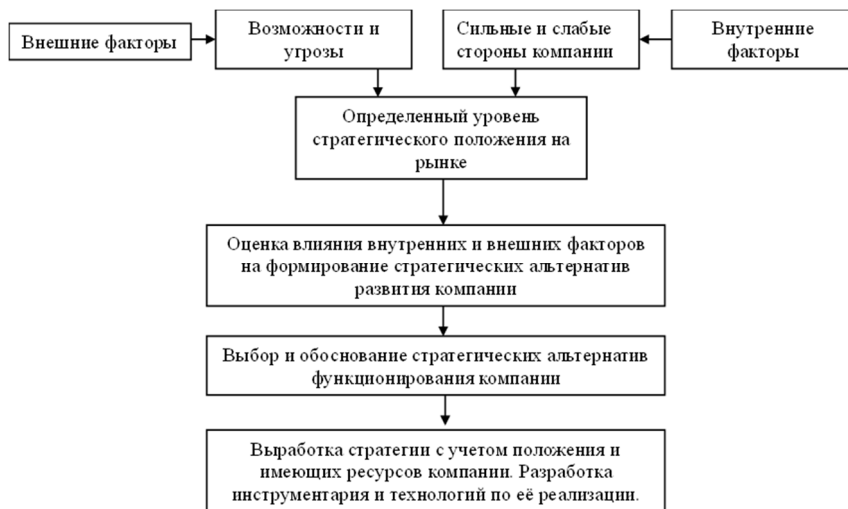 Внешние факторы
Возможности и
угрозы
Сильные и слабые
стороны компании
Внутренние
факторы
Определенный уровень
стратегического положения на
рынке
Оценка влияния внутренних и внешних факторов
на формирование стратегических альтернатив
развития компании
Выбор и обоснование стратегических альтернатив
функционирования компании
Выработка стратегии с учетом положения и
имеющих ресурсов компании. Разработка
инструментария и технологий по её реализации.